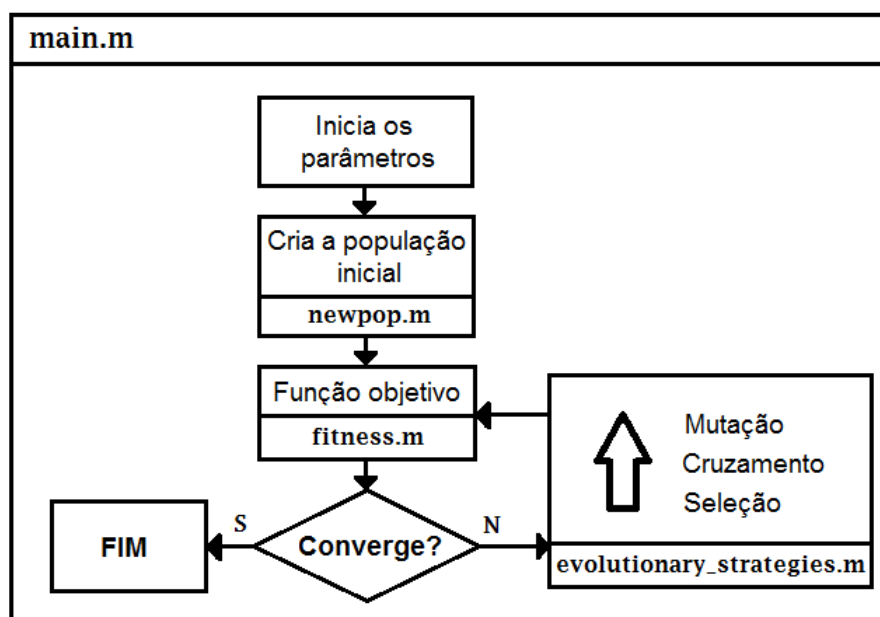 main.m
Inicia os
parâmetros
Cria a população
inicial
newpop.m
Função objetivo
fitness.m
Mutação
Cruzamento
Seleção
evolutionary_strategies.m
Converge?
S
N
FIM